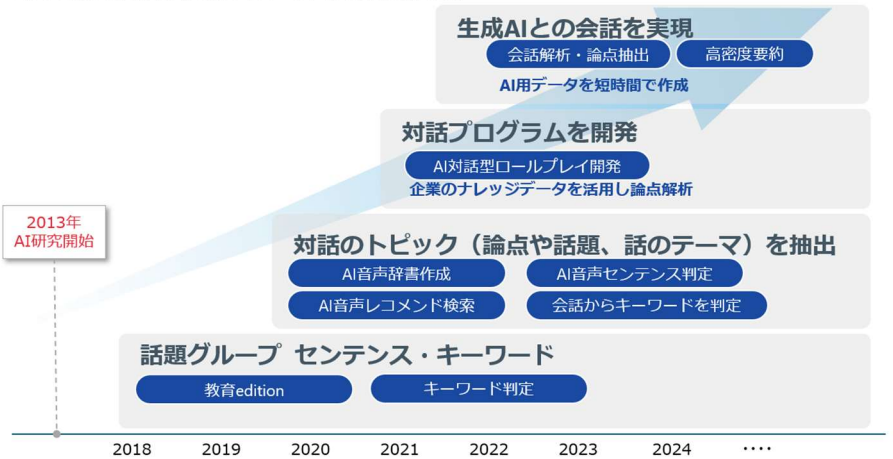 生成AIとの会話を実現
会話解析・論点抽出
高密度要約
AI用データを短時間で作成
対話プログラムを開発
AI対話型ロールプレイ開発
企業のナレッジデータを活用し論点解析
2013年
AI研究開始
対話のトピック（論点や話題、話のテーマ）を抽出
AI音声辞書作成
AI音声センテンス判定
AI音声レコメンド検索
会話からキーワードを判定
話題グループ センテンス・キーワード
教育edition
キーワード判定
2018 2019 2020 2021 2022 2023 2024 ････